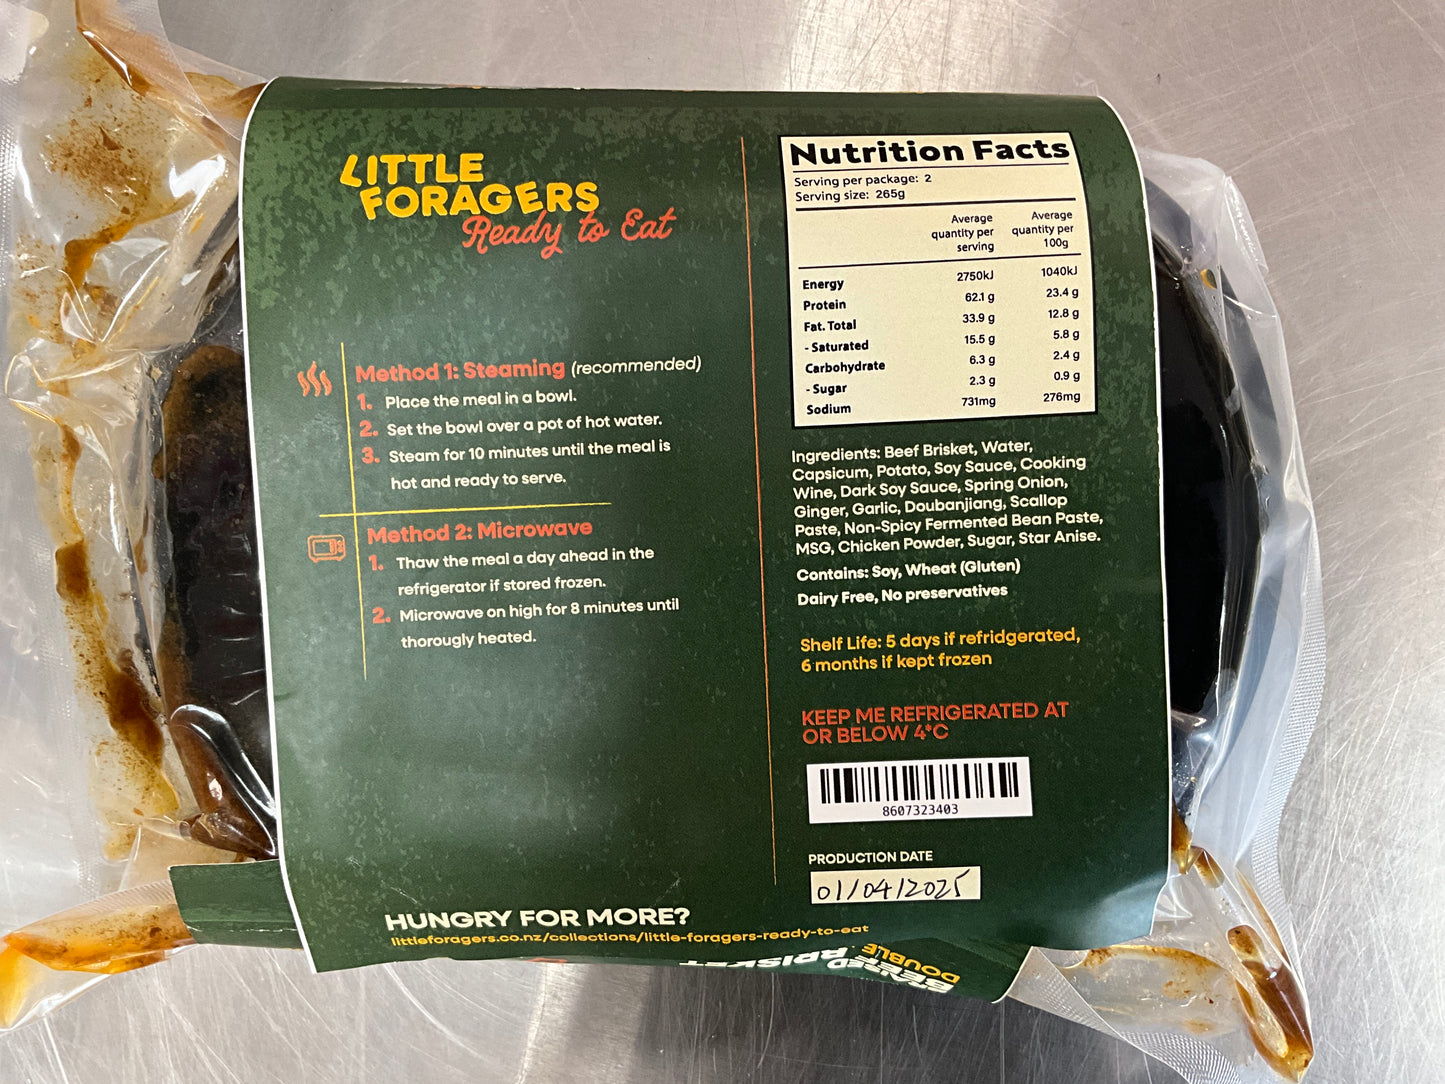 LITTLE
FORAGERS
Ready to Eat
Method 1: Steaming (recommended)
1. Place the meal in a bowl.
2. Set the bowl over a pot of hot water.
3. Steam for 10 minutes until the meal is
hot and ready to serve.
Method 2: Microwave
1. Thaw the meal a day ahead in the
refrigerator if stored frozen.
2. Microwave on high for 8 minutes until
thorougly heated.
HUNGRY FOR MORE?
littleforagers.co.nz/collections/little-foragers-ready-to-eat
Nutrition Facts
Serving per package: 2
Serving size: 265g
Average quantity per serving
Average quantity per 100g
Energy 2750kJ 1040kJ
Protein 62.1 g 23.4 g
Fat. Total 33.9 g 12.8 g
- Saturated 15.5 g 5.8 g
Carbohydrate 6.3 g 2.4 g
- Sugar 2.3 g 0.9 g
Sodium 731mg 276mg
Ingredients: Beef Brisket, Water,
Capsicum, Potato, Soy Sauce, Cooking
Wine, Dark Soy Sauce, Spring Onion,
Ginger, Garlic, Doubanjiang, Scallop
Paste, Non-Spicy Fermented Bean Paste,
MSG, Chicken Powder, Sugar, Star Anise.
Contains: Soy, Wheat (Gluten)
Dairy Free, No preservatives
Shelf Life: 5 days if refridgerated,
6 months if kept frozen
KEEP ME REFRIGERATED AT
OR BELOW 4°C
8607323403
PRODUCTION DATE
01/04/2025
DOUBLE
BRAISED
BEEF BRISKET